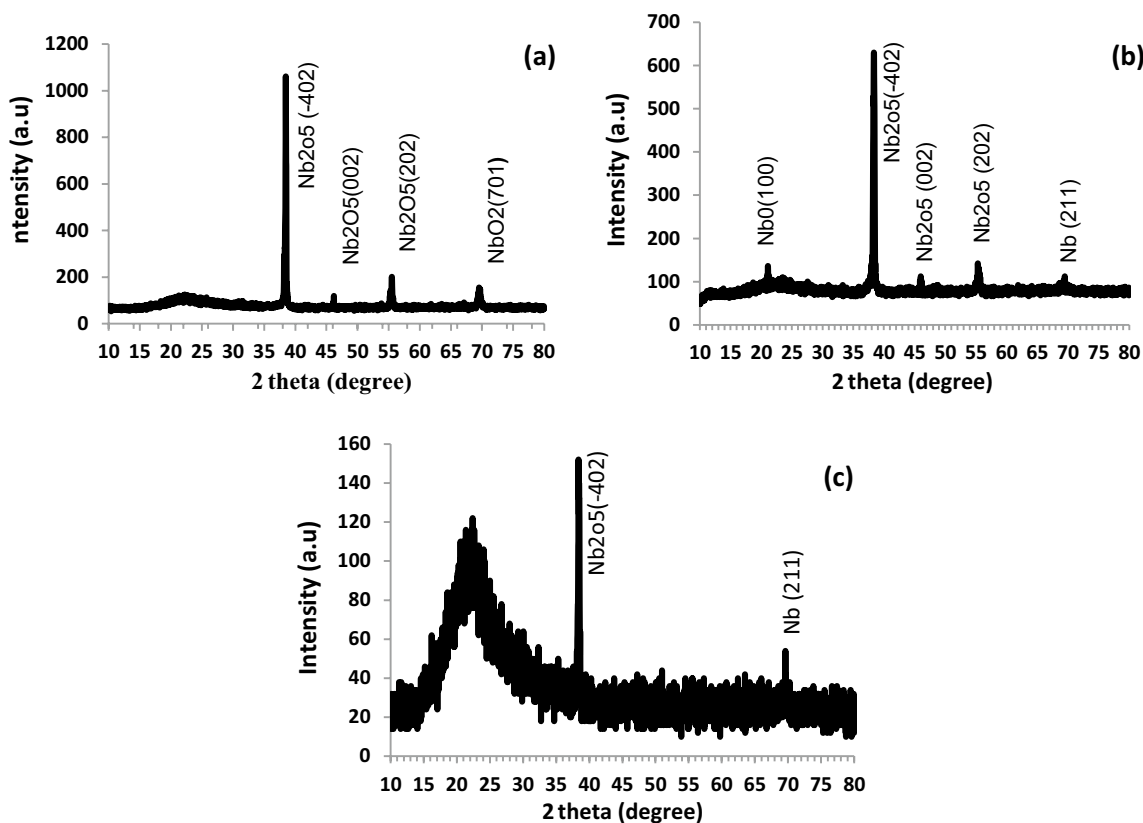 (a)
ntensity (a.u)
1200
1000
800
600
400
200
0
Nb2o5 (-402)
Nb2O5(002)
Nb2O5(202)
NbO2(701)
10 15 20 25 30 35 40 45 50 55 60 65 70 75 80
2 theta (degree)
(b)
Intensity (a.u)
700
600
500
400
300
200
100
0
Nb0(100)
Nb2o5(-402)
Nb2o5 (002)
Nb2o5 (202)
Nb (211)
10 15 20 25 30 35 40 45 50 55 60 65 70 75 80
2 theta (degree)
(c)
Intensity (a.u)
160
140
120
100
80
60
40
20
0
Nb2o5(-402)
Nb (211)
10 15 20 25 30 35 40 45 50 55 60 65 70 75 80
2 theta (degree)